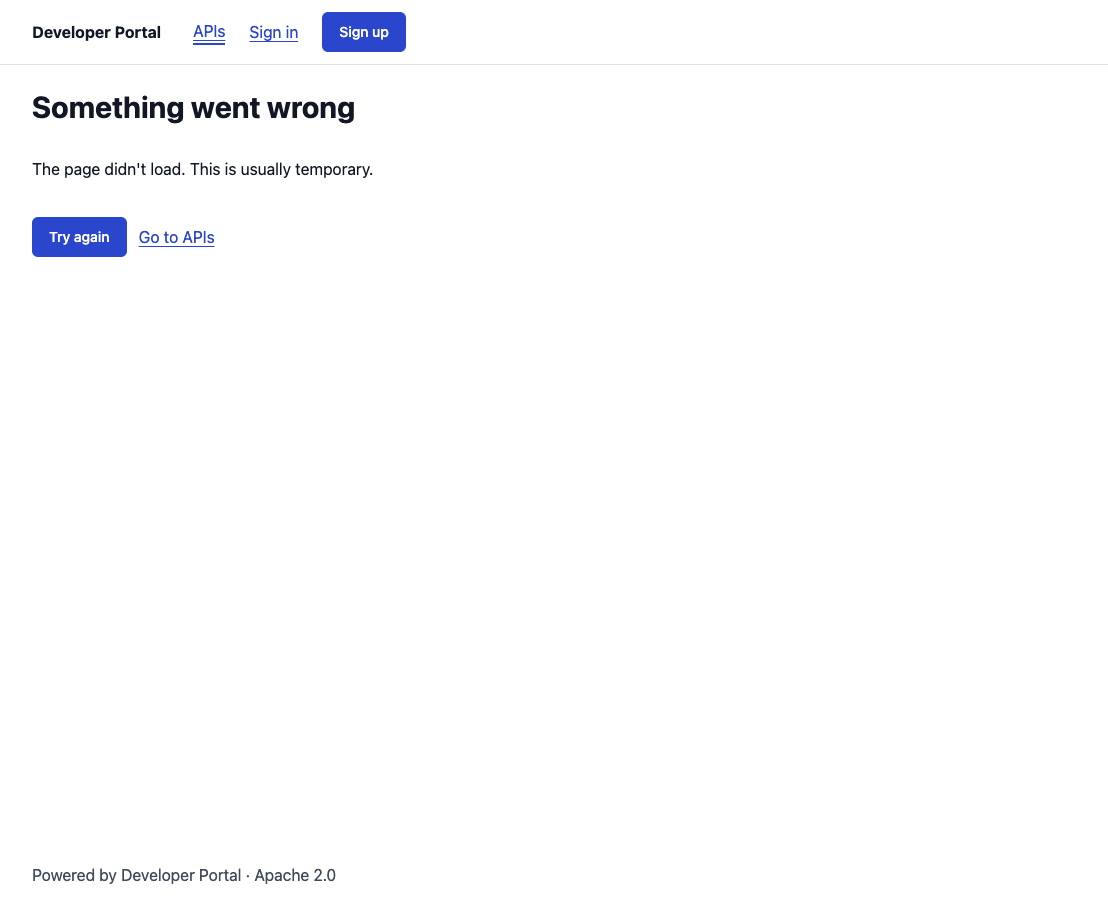 Developer Portal APIs Sign in Sign up
Something went wrong
The page didn't load. This is usually temporary.
Try again Go to APIs
Powered by Developer Portal · Apache 2.0